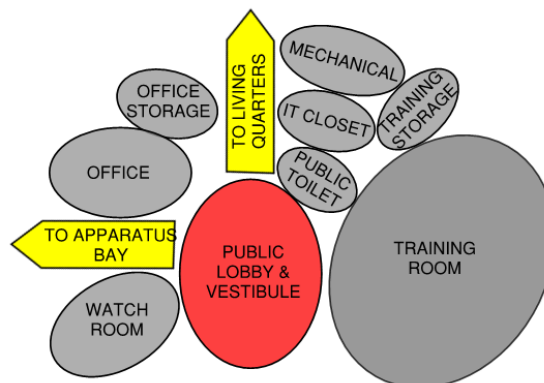 MECHANICAL
OFFICE
STORAGE
TO LIVING
QUARTERS
IT CLOSET
TRAINING
STORAGE
OFFICE
PUBLIC
TOILET
TO APPARATUS
BAY
PUBLIC
LOBBY &
VESTIBULE
TRAINING
ROOM
WATCH
ROOM